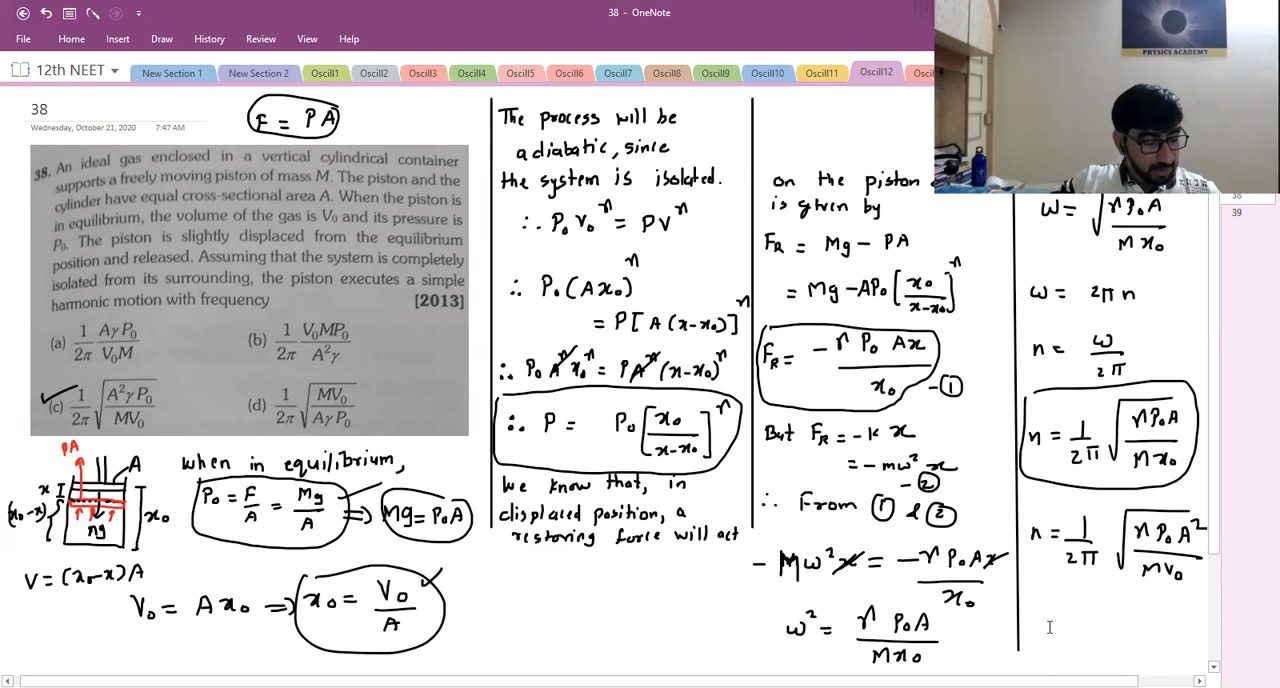 38 - OneNote
File Home Insert Draw History Review View Help
12th NEET New Section 1 New Section 2 Oscill1 Oscill2 Oscill3 Oscill4 Oscill5 Oscill6 Oscill7 Oscill8 Oscill9 Oscill10 Oscill11 Oscill12
PHYSICS ACADEMY
38
Wednesday, October 21, 2020 7:47 AM
F = PA
38. An ideal gas enclosed in a vertical cylindrical container
supports a freely moving piston of mass M. The piston and the
cylinder have equal cross-sectional area A. When the piston is
in equilibrium, the volume of the gas is V₀ and its pressure is
P₀. The piston is slightly displaced from the equilibrium
position and released. Assuming that the system is completely
isolated from its surrounding, the piston executes a simple
harmonic motion with frequency [2013]
(a) 1/2π AγP₀/V₀M (b) 1/2π V₀MP₀/A²γ
(c) 1/2π √(A²γP₀/MV₀) (d) 1/2π √(MV₀/AγP₀)
PA
A
x
(x₀-x)
x₀
mg
V = (x₀-x)A
when in equilibrium,
P₀ = F/A = Mg/A ⇒ Mg = P₀A
V₀ = Ax₀ ⇒ x₀ = V₀/A
The process will be
adiabatic, since
the system is isolated.
∴ P₀V₀^γ = PV^γ
∴ P₀(Ax₀)^γ
= P[A(x-x₀)]^γ
∴ P₀A^γx₀^γ = PA^γ(x-x₀)^γ
∴ P = P₀[x₀/(x-x₀)]^γ
We know that, in
displaced position, a
restoring force will act
on the piston
is given by
F_R = Mg - PA
= Mg - AP₀[x₀/(x-x₀)]^γ
F_R = -γP₀Ax/x₀ -①
But F_R = -kx
= -mω²x -②
∴ From ① & ②
-Mω²x = -γP₀Ax/x₀
ω² = γP₀A/Mx₀
ω = √(γP₀A/Mx₀)
ω = 2πn
n = ω/2π
n = 1/2π √(γP₀A/Mx₀)
n = 1/2π √(γP₀A²/MV₀)
38
39